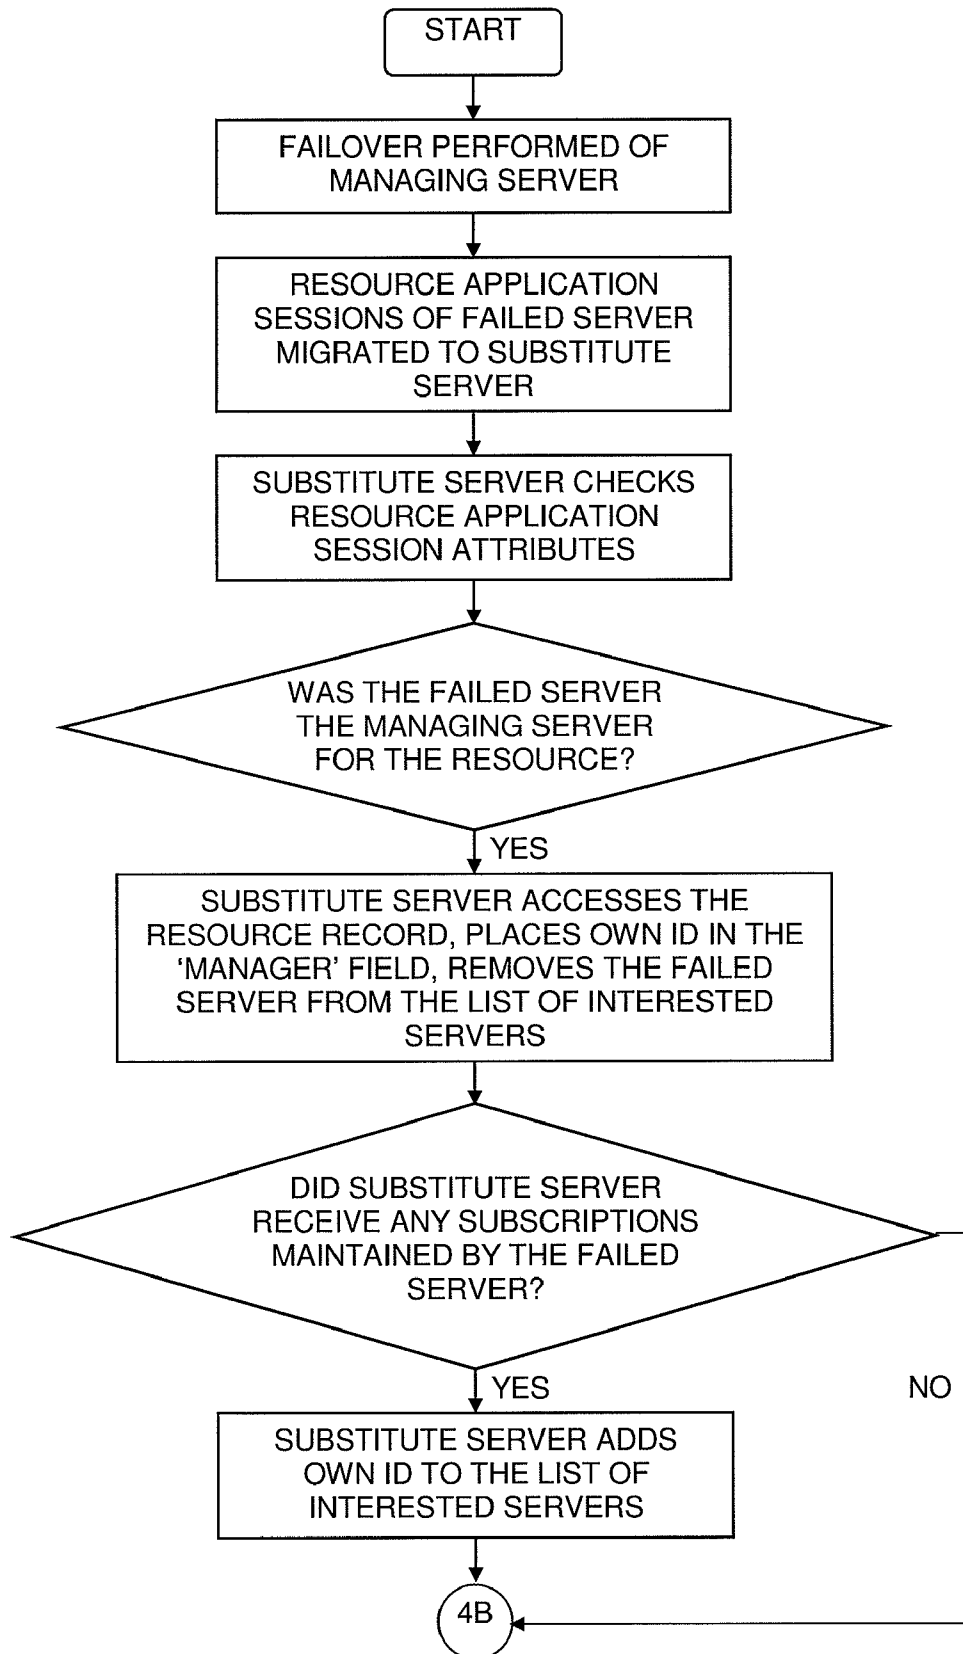 START
FAILOVER PERFORMED OF
MANAGING SERVER
RESOURCE APPLICATION
SESSIONS OF FAILED SERVER
MIGRATED TO SUBSTITUTE
SERVER
SUBSTITUTE SERVER CHECKS
RESOURCE APPLICATION
SESSION ATTRIBUTES
WAS THE FAILED SERVER
THE MANAGING SERVER
FOR THE RESOURCE?
YES
SUBSTITUTE SERVER ACCESSES THE
RESOURCE RECORD, PLACES OWN ID IN THE
‘MANAGER’ FIELD, REMOVES THE FAILED
SERVER FROM THE LIST OF INTERESTED
SERVERS
DID SUBSTITUTE SERVER
RECEIVE ANY SUBSCRIPTIONS
MAINTAINED BY THE FAILED
SERVER?
YES
NO
SUBSTITUTE SERVER ADDS
OWN ID TO THE LIST OF
INTERESTED SERVERS
4B